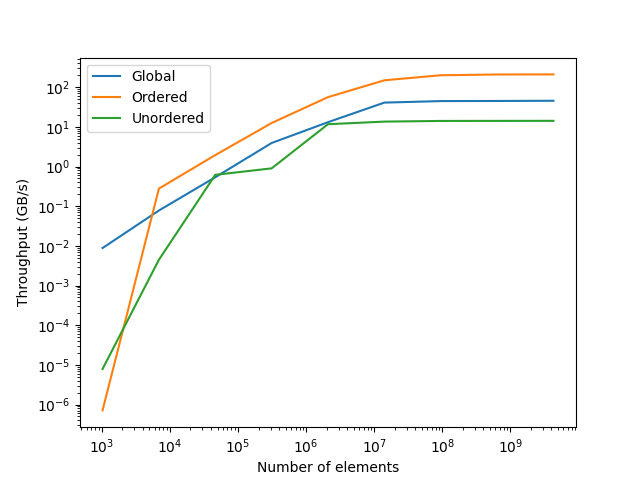 Global
Ordered
Unordered
Throughput (GB/s)
10²
10¹
10⁰
10⁻¹
10⁻²
10⁻³
10⁻⁴
10⁻⁵
10⁻⁶
10³ 10⁴ 10⁵ 10⁶ 10⁷ 10⁸ 10⁹
Number of elements